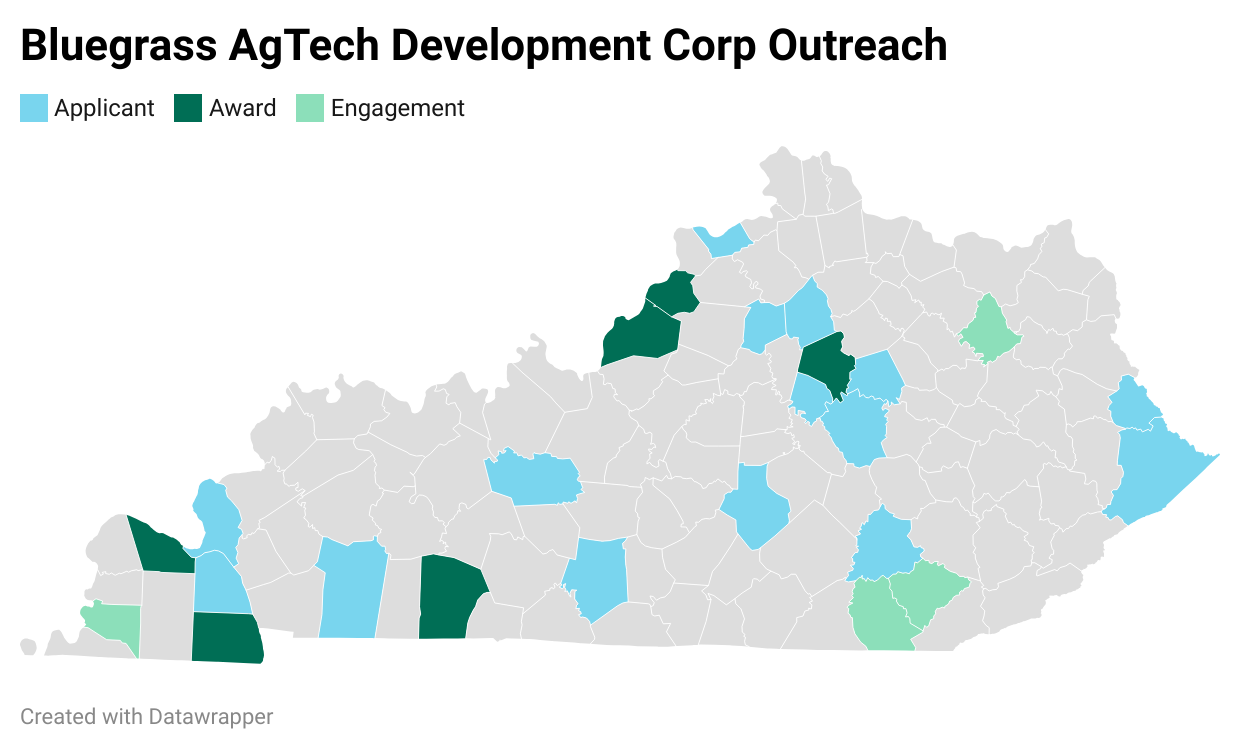 Bluegrass AgTech Development Corp Outreach
Applicant Award Engagement
Created with Datawrapper